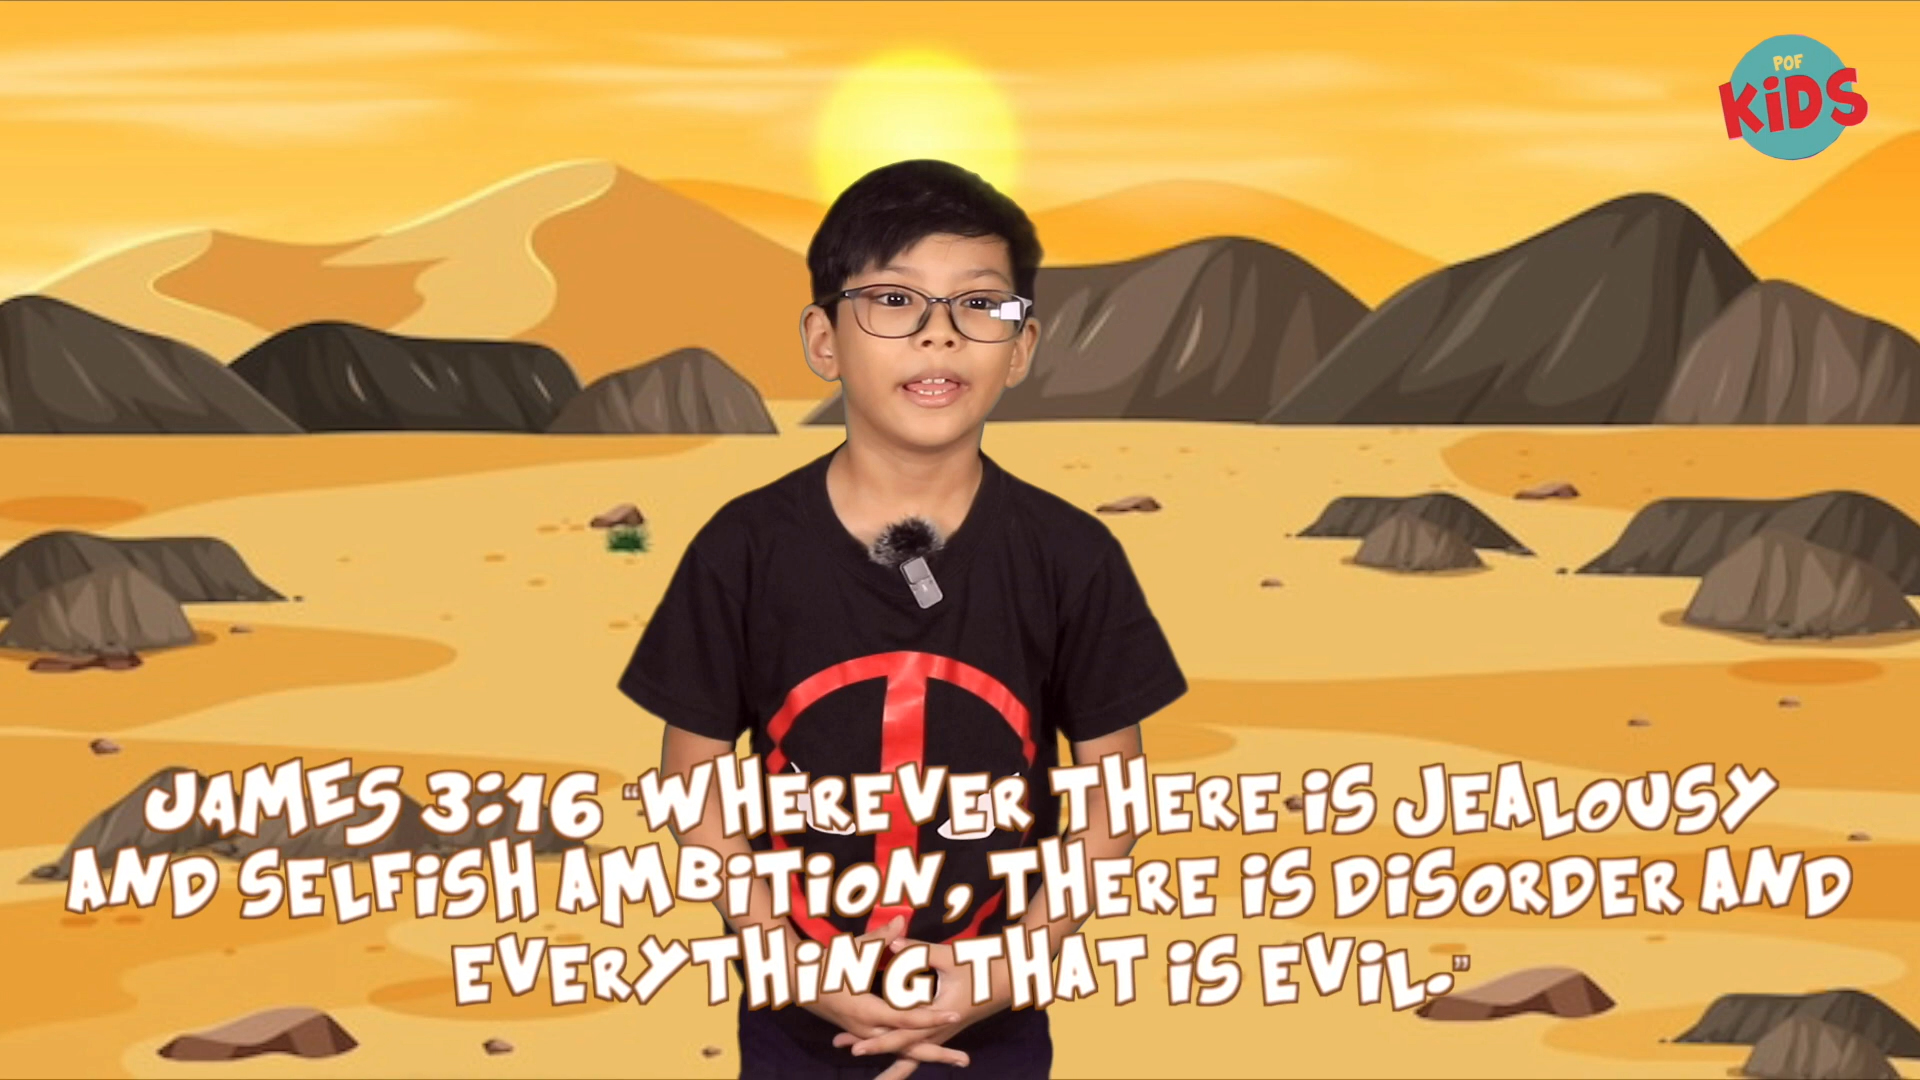 POF
KiDS
JAMES 3:16 "WHEREVER THERE iS JEALOUSY
AND SELFiSH AMBiTiON, THERE iS DiSORDER AND
EVERYTHiNG THAT iS EViL."